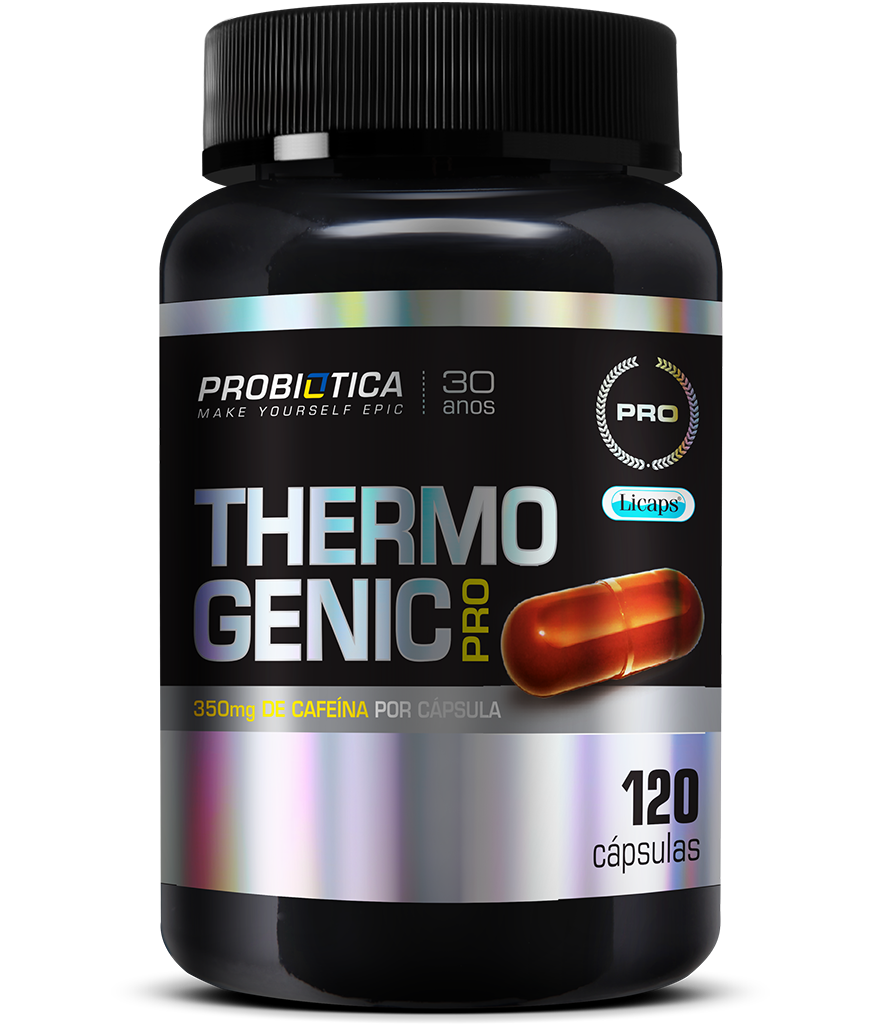 PROBIOTICA
MAKE YOURSELF EPIC
30
anos
PRO
Licaps®
THERMO
GENIC
PRO
350mg DE CAFEÍNA POR CÁPSULA
120
cápsulas